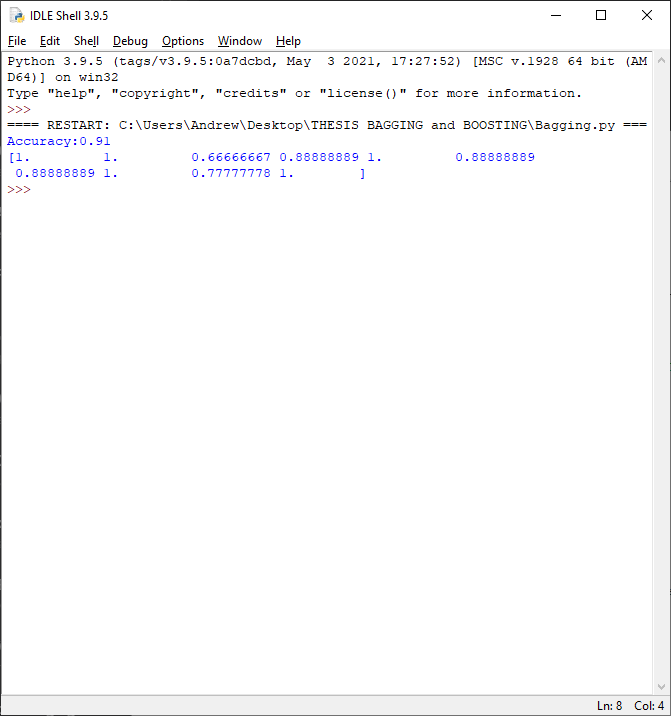 IDLE Shell 3.9.5
File Edit Shell Debug Options Window Help
Python 3.9.5 (tags/v3.9.5:0a7dcbd, May  3 2021, 17:27:52) [MSC v.1928 64 bit (AM
D64)] on win32
Type "help", "copyright", "credits" or "license()" for more information.
>>>
==== RESTART: C:\Users\Andrew\Desktop\THESIS BAGGING and BOOSTING\Bagging.py ===
Accuracy:0.91
[1.         1.         0.66666667 0.88888889 1.         0.88888889
 0.88888889 1.         0.77777778 1.        ]
>>>
Ln: 8 Col: 4